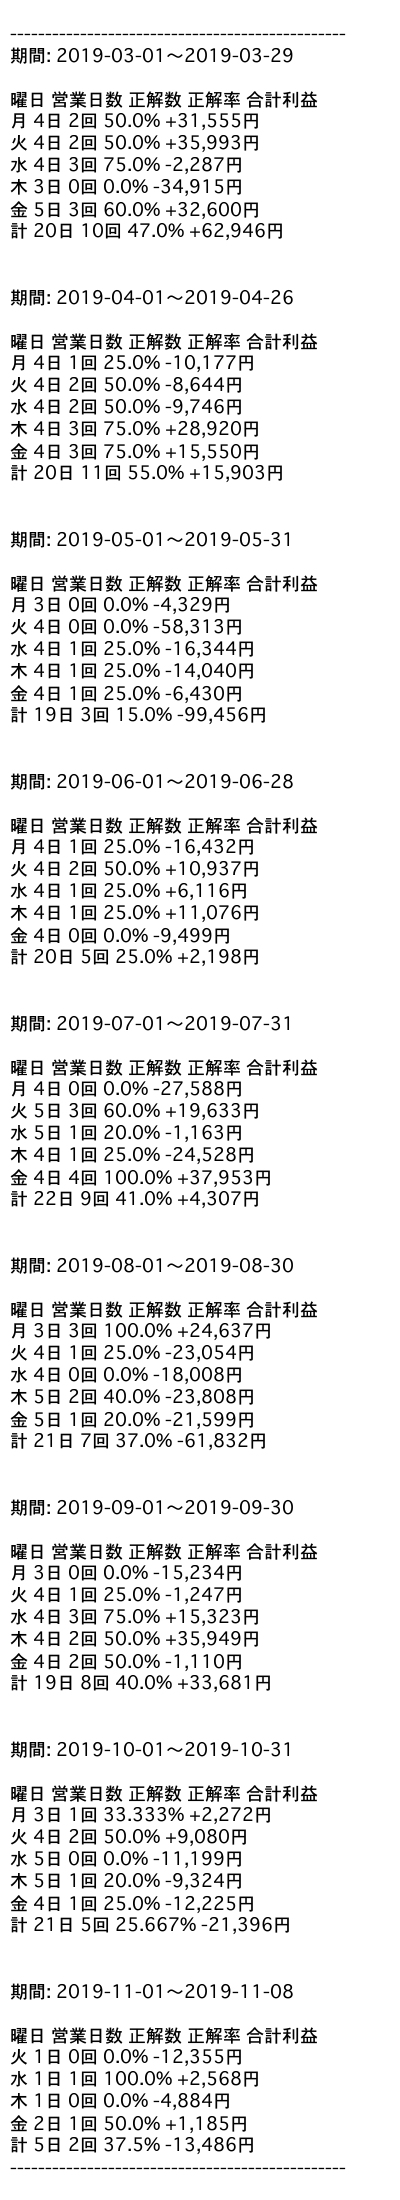 ------------------------------------------------
期間: 2019-03-01〜2019-03-29
曜日 営業日数 正解数 正解率 合計利益
月 4日 2回 50.0% +31,555円
火 4日 2回 50.0% +35,993円
水 4日 3回 75.0% -2,287円
木 3日 0回 0.0% -34,915円
金 5日 3回 60.0% +32,600円
計 20日 10回 47.0% +62,946円
期間: 2019-04-01〜2019-04-26
曜日 営業日数 正解数 正解率 合計利益
月 4日 1回 25.0% -10,177円
火 4日 2回 50.0% -8,644円
水 4日 2回 50.0% -9,746円
木 4日 3回 75.0% +28,920円
金 4日 3回 75.0% +15,550円
計 20日 11回 55.0% +15,903円
期間: 2019-05-01〜2019-05-31
曜日 営業日数 正解数 正解率 合計利益
月 3日 0回 0.0% -4,329円
火 4日 0回 0.0% -58,313円
水 4日 1回 25.0% -16,344円
木 4日 1回 25.0% -14,040円
金 4日 1回 25.0% -6,430円
計 19日 3回 15.0% -99,456円
期間: 2019-06-01〜2019-06-28
曜日 営業日数 正解数 正解率 合計利益
月 4日 1回 25.0% -16,432円
火 4日 2回 50.0% +10,937円
水 4日 1回 25.0% +6,116円
木 4日 1回 25.0% +11,076円
金 4日 0回 0.0% -9,499円
計 20日 5回 25.0% +2,198円
期間: 2019-07-01〜2019-07-31
曜日 営業日数 正解数 正解率 合計利益
月 4日 0回 0.0% -27,588円
火 5日 3回 60.0% +19,633円
水 5日 1回 20.0% -1,163円
木 4日 1回 25.0% -24,528円
金 4日 4回 100.0% +37,953円
計 22日 9回 41.0% +4,307円
期間: 2019-08-01〜2019-08-30
曜日 営業日数 正解数 正解率 合計利益
月 3日 3回 100.0% +24,637円
火 4日 1回 25.0% -23,054円
水 4日 0回 0.0% -18,008円
木 5日 2回 40.0% -23,808円
金 5日 1回 20.0% -21,599円
計 21日 7回 37.0% -61,832円
期間: 2019-09-01〜2019-09-30
曜日 営業日数 正解数 正解率 合計利益
月 3日 0回 0.0% -15,234円
火 4日 1回 25.0% -1,247円
水 4日 3回 75.0% +15,323円
木 4日 2回 50.0% +35,949円
金 4日 2回 50.0% -1,110円
計 19日 8回 40.0% +33,681円
期間: 2019-10-01〜2019-10-31
曜日 営業日数 正解数 正解率 合計利益
月 3日 1回 33.333% +2,272円
火 4日 2回 50.0% +9,080円
水 5日 0回 0.0% -11,199円
木 5日 1回 20.0% -9,324円
金 4日 1回 25.0% -12,225円
計 21日 5回 25.667% -21,396円
期間: 2019-11-01〜2019-11-08
曜日 営業日数 正解数 正解率 合計利益
火 1日 0回 0.0% -12,355円
水 1日 1回 100.0% +2,568円
木 1日 0回 0.0% -4,884円
金 2日 1回 50.0% +1,185円
計 5日 2回 37.5% -13,486円
------------------------------------------------